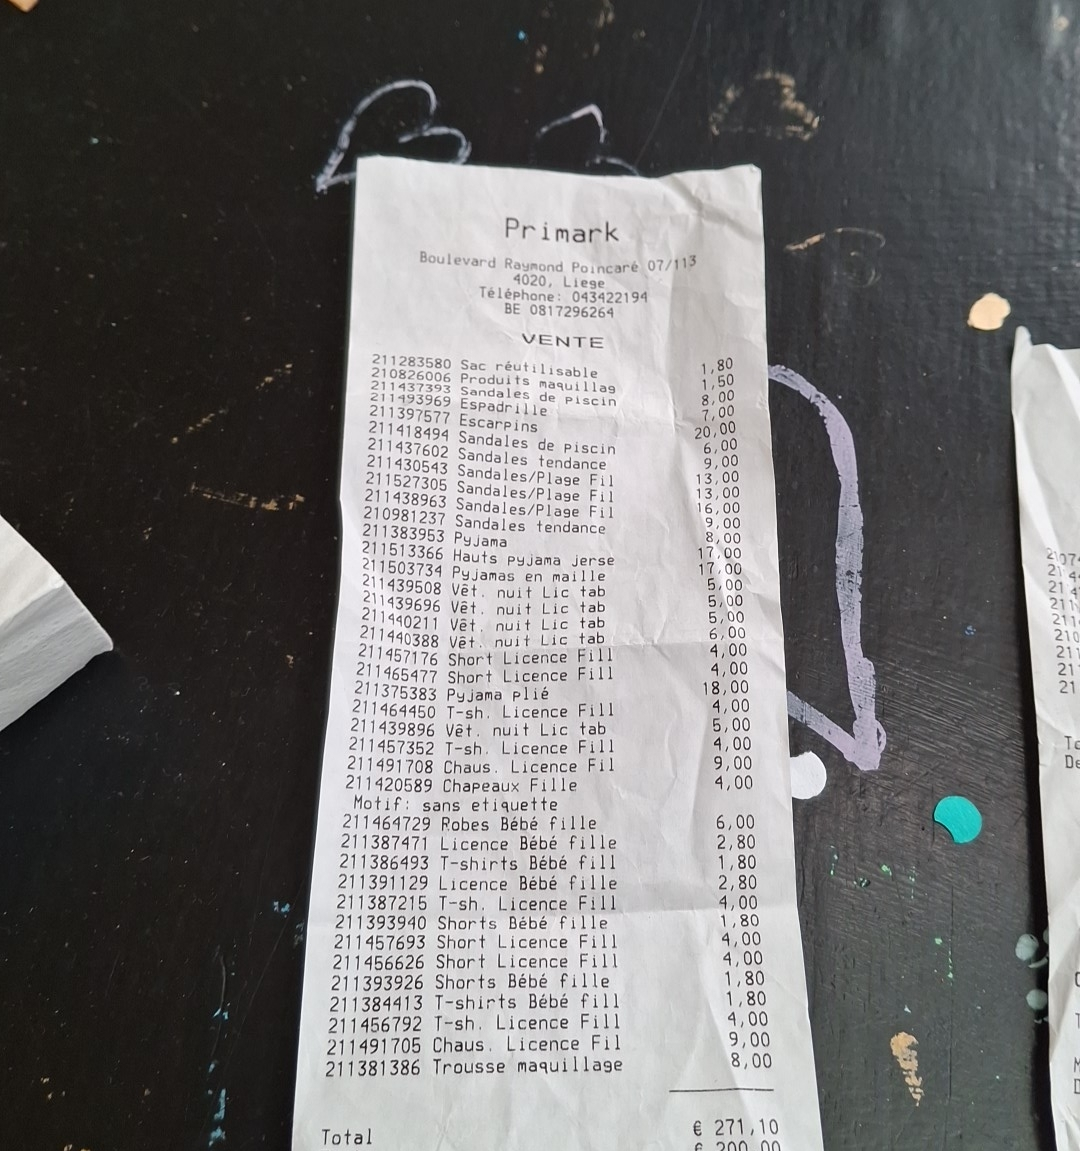 Primark
Boulevard Raymond Poincaré 07/113
4020, Liege
Téléphone: 043422194
BE 0817296264
VENTE
211283580 Sac réutilisable 1,80
210826006 Produits maquillag 1,50
211437393 Sandales de piscin 8,00
211493969 Espadrille 7,00
211397577 Escarpins 20,00
211418494 Sandales de piscin 6,00
211437602 Sandales tendance 9,00
211430543 Sandales/Plage Fil 13,00
211527305 Sandales/Plage Fil 13,00
211438963 Sandales/Plage Fil 16,00
210981237 Sandales tendance 9,00
211383953 Pyjama 8,00
211513366 Hauts pyjama jerse 17,00
211503734 Pyjamas en maille 17,00
211439508 Vêt. nuit Lic tab 5,00
211439696 Vêt. nuit Lic tab 5,00
211440211 Vêt. nuit Lic tab 5,00
211440388 Vêt. nuit Lic tab 6,00
211457176 Short Licence Fill 4,00
211465477 Short Licence Fill 4,00
211375383 Pyjama plié 18,00
211464450 T-sh. Licence Fill 4,00
211439896 Vêt. nuit Lic tab 5,00
211457352 T-sh. Licence Fill 4,00
211491708 Chaus. Licence Fil 9,00
211420589 Chapeaux Fille 4,00
Motif: sans etiquette
211464729 Robes Bébé fille 6,00
211387471 Licence Bébé fille 2,80
211386493 T-shirts Bébé fill 1,80
211391129 Licence Bébé fille 2,80
211387215 T-sh. Licence Fill 4,00
211393940 Shorts Bébé fille 1,80
211457693 Short Licence Fill 4,00
211456626 Short Licence Fill 4,00
211393926 Shorts Bébé fille 1,80
211384413 T-shirts Bébé fill 1,80
211456792 T-sh. Licence Fill 4,00
211491705 Chaus. Licence Fil 9,00
211381386 Trousse maquillage 8,00
Total € 271,10
€ 200,00